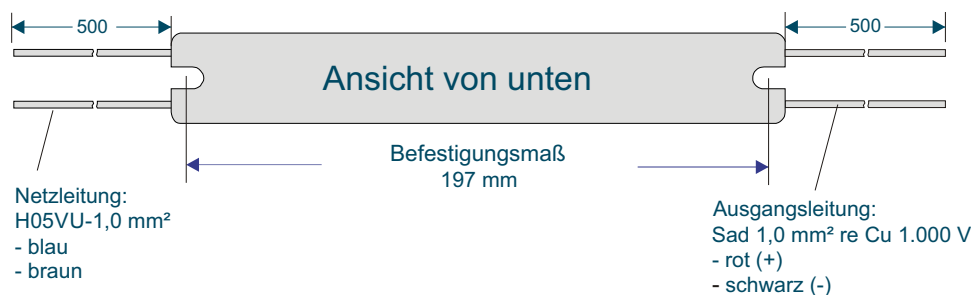 500
500
Ansicht von unten
Befestigungsmaß
197 mm
Netzleitung:
H05VU-1,0 mm²
- blau
- braun
Ausgangsleitung:
Sad 1,0 mm² re Cu 1.000 V
- rot (+)
- schwarz (-)